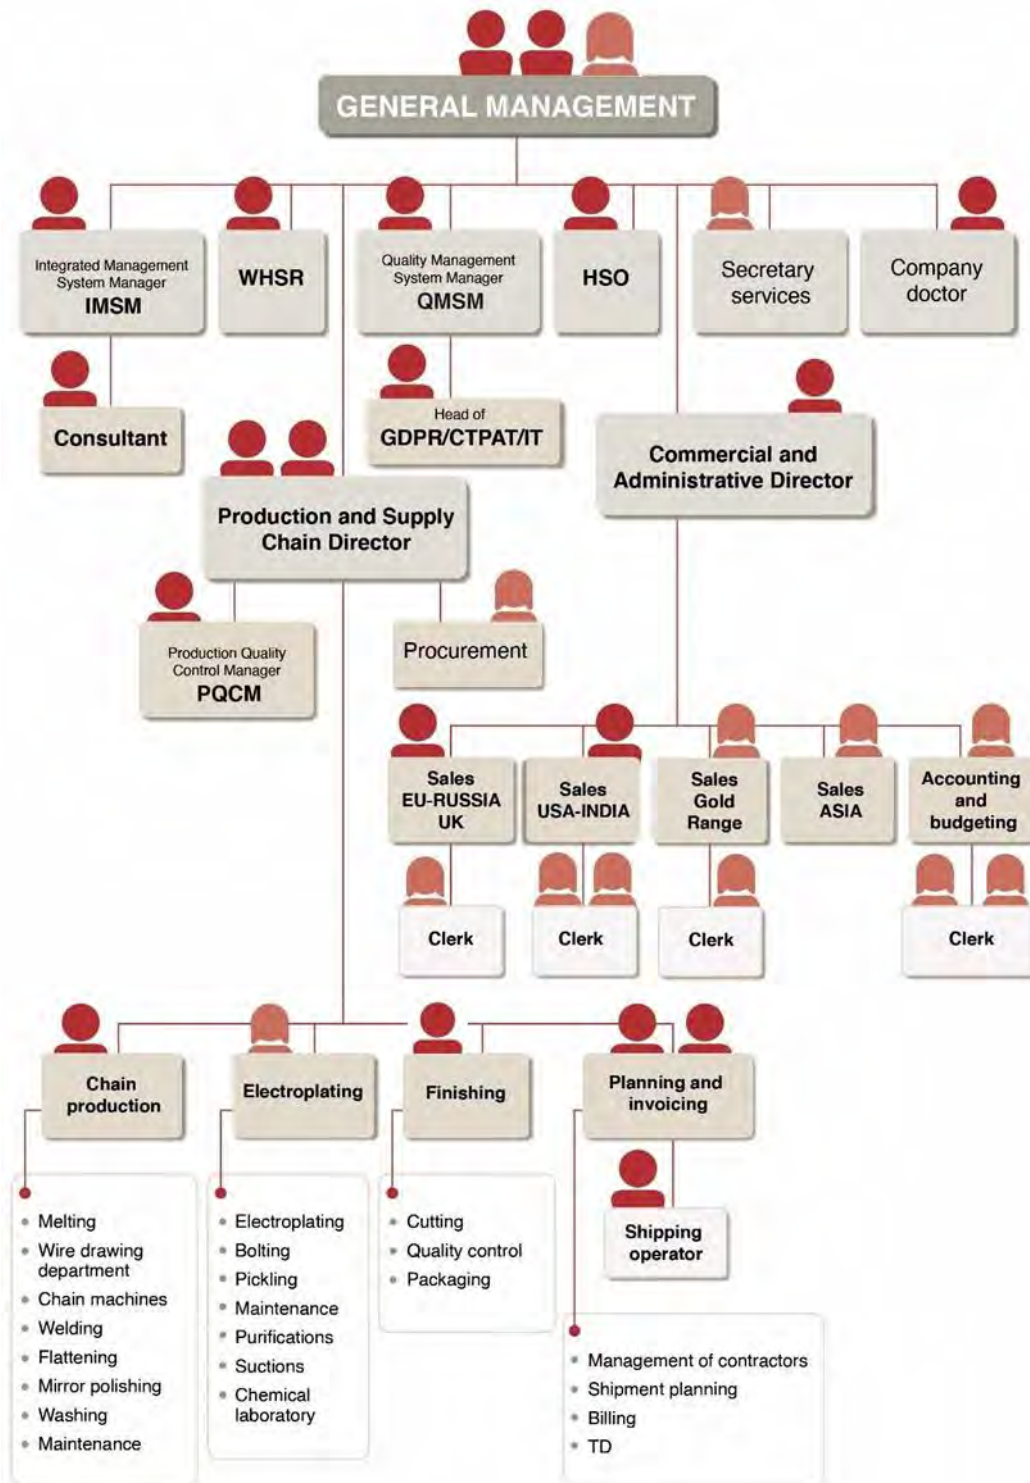 GENERAL MANAGEMENT
Integrated Management
System Manager
IMSM
WHSR
Quality Management
System Manager
QMSM
HSO
Secretary
services
Company
doctor
Consultant
Head of
GDPR/CTPAT/IT
Commercial and
Administrative Director
Production and Supply
Chain Director
Production Quality
Control Manager
PQCM
Procurement
Sales
EU-RUSSIA
UK
Sales
USA-INDIA
Sales
Gold
Range
Sales
ASIA
Accounting
and
budgeting
Clerk
Clerk
Clerk
Clerk
Chain
production
Electroplating
Finishing
Planning and
invoicing
Shipping
operator
Melting
Wire drawing
department
Chain machines
Welding
Flattening
Mirror polishing
Washing
Maintenance
Electroplating
Bolting
Pickling
Maintenance
Purifications
Suctions
Chemical
laboratory
Cutting
Quality control
Packaging
Management of contractors
Shipment planning
Billing
TD